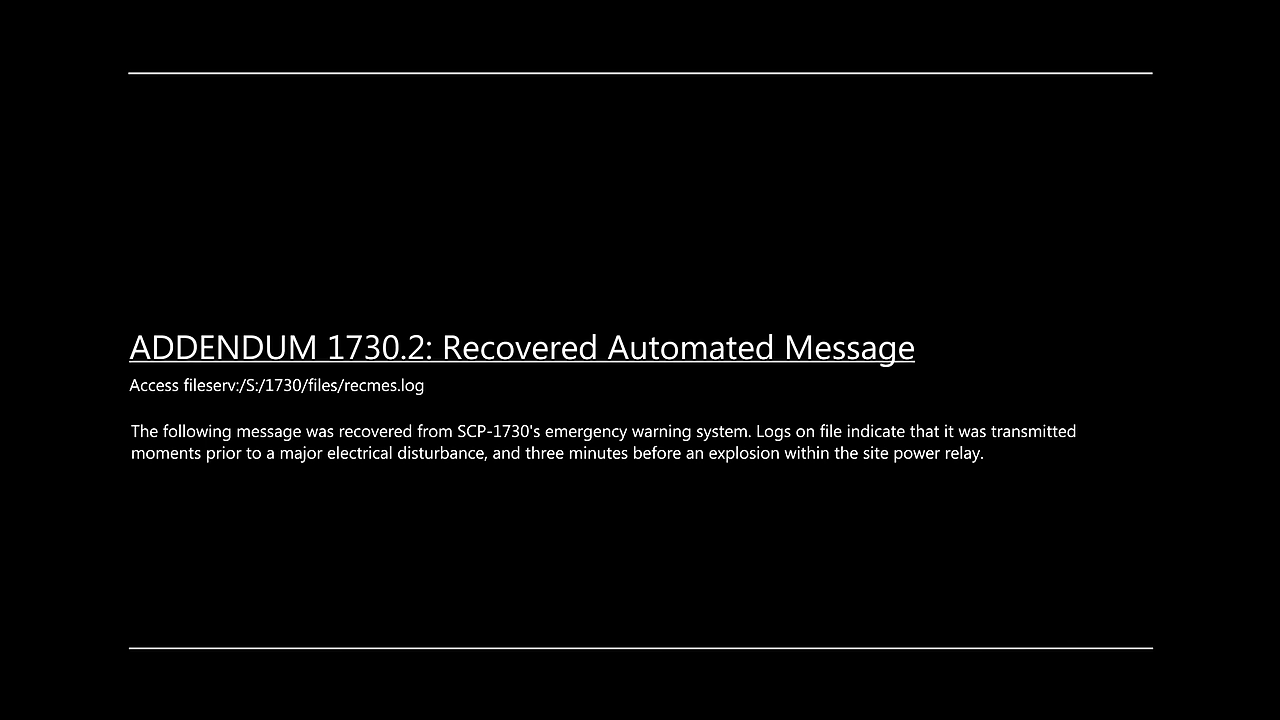 ADDENDUM 1730.2: Recovered Automated Message
Access fileserv:/S:/1730/files/recmes.log
The following message was recovered from SCP-1730's emergency warning system. Logs on file indicate that it was transmitted
moments prior to a major electrical disturbance, and three minutes before an explosion within the site power relay.